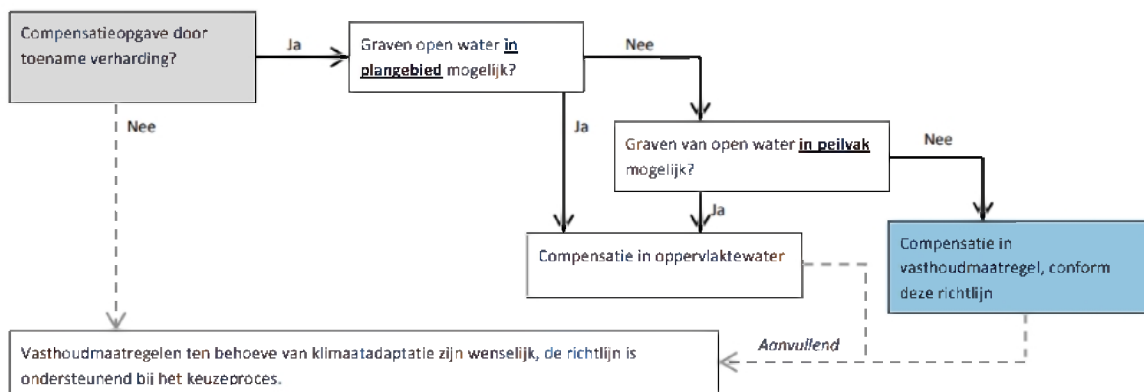 Compensatieopgave door
toename verharding?
Ja
Graven open water in
plangebied mogelijk?
Nee
Nee
Ja
Graven van open water in peilvak
mogelijk?
Nee
Ja
Compensatie in oppervlaktewater
Compensatie in
vasthoudmaatregel, conform
deze richtlijn
Vasthoudmaatregelen ten behoeve van klimaatadaptatie zijn wenselijk, de richtlijn is
ondersteunend bij het keuzeproces.
Aanvullend